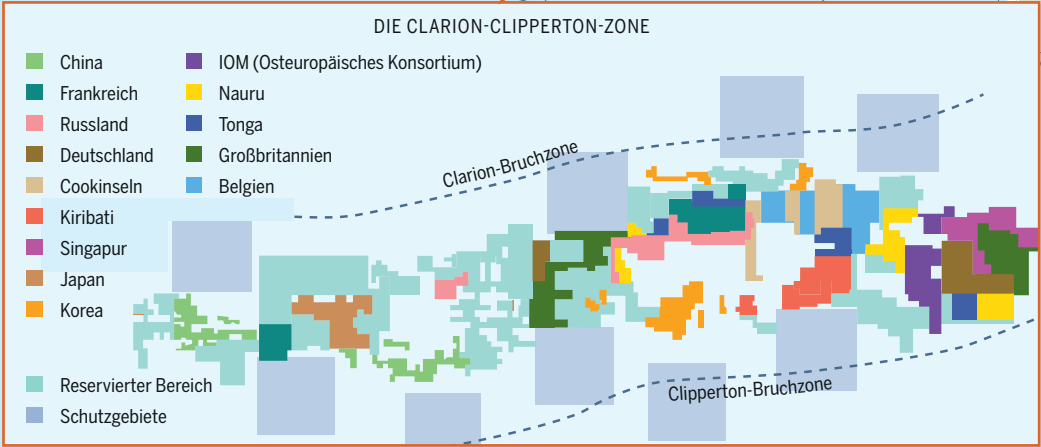 DIE CLARION-CLIPPERTON-ZONE
China
Frankreich
Russland
Deutschland
Cookinseln
Kiribati
Singapur
Japan
Korea
IOM (Osteuropäisches Konsortium)
Nauru
Tonga
Großbritannien
Belgien
Reservierter Bereich
Schutzgebiete
Clarion-Bruchzone
Clipperton-Bruchzone